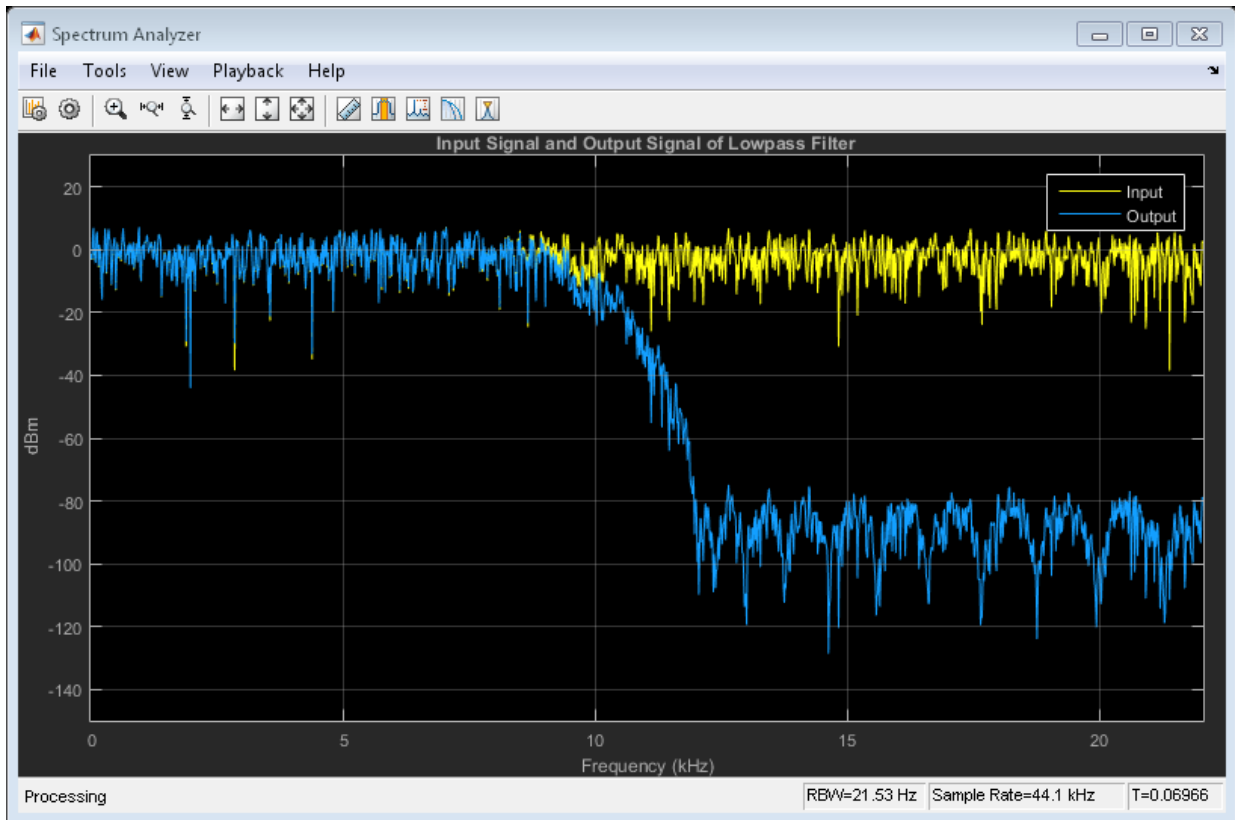 Spectrum Analyzer
File Tools View Playback Help
Input Signal and Output Signal of Lowpass Filter
Input
Output
20
0
-20
-40
-60
-80
-100
-120
-140
dBm
0 5 10 15 20
Frequency (kHz)
Processing RBW=21.53 Hz Sample Rate=44.1 kHz T=0.06966